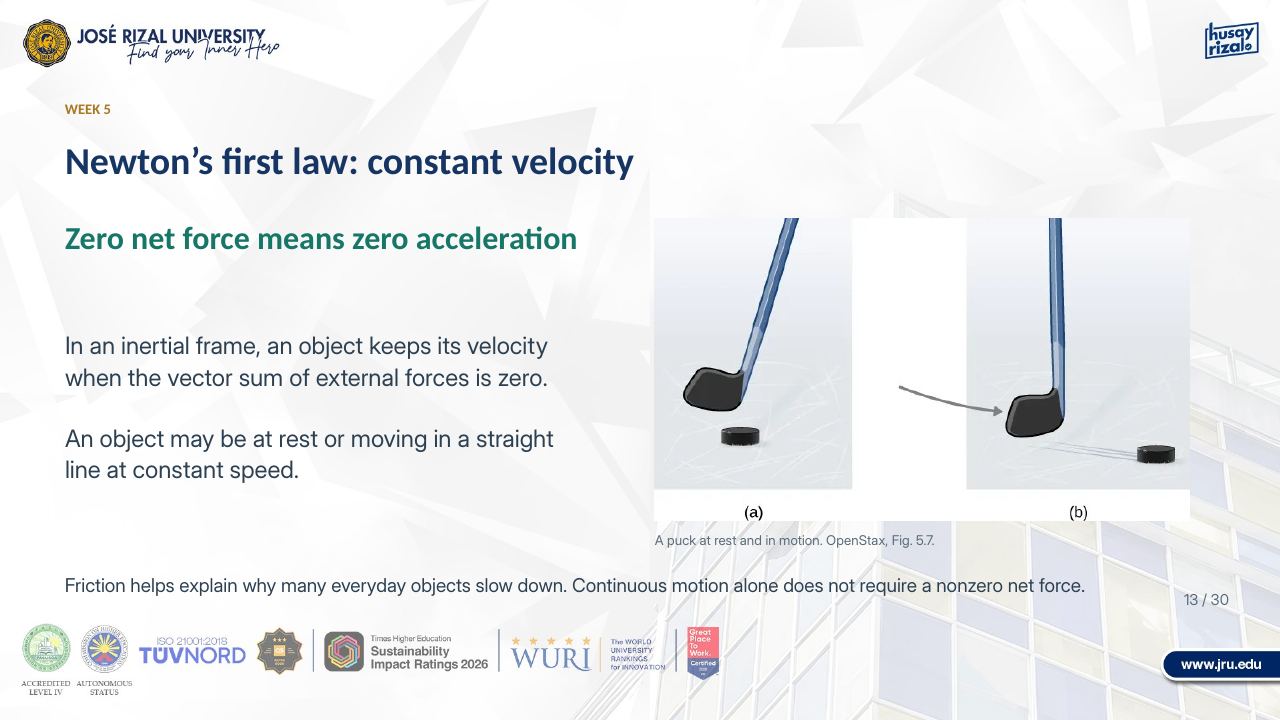 JOSÉ RIZAL UNIVERSITY
Find your Inner Hero
husay
rizal
WEEK 5
Newton's first law: constant velocity
Zero net force means zero acceleration
In an inertial frame, an object keeps its velocity
when the vector sum of external forces is zero.
An object may be at rest or moving in a straight
line at constant speed.
(a)
(b)
A puck at rest and in motion. OpenStax, Fig. 5.7.
Friction helps explain why many everyday objects slow down. Continuous motion alone does not require a nonzero net force.
13 / 30
ACCREDITED
LEVEL IV
AUTONOMOUS
STATUS
ISO 21001:2018
TÜVNORD
Times Higher Education
Sustainability
Impact Ratings 2026
WURI
The WORLD
UNIVERSITY
RANKINGS
for INNOVATION
Great
Place
To
Work.
Certified
www.jru.edu